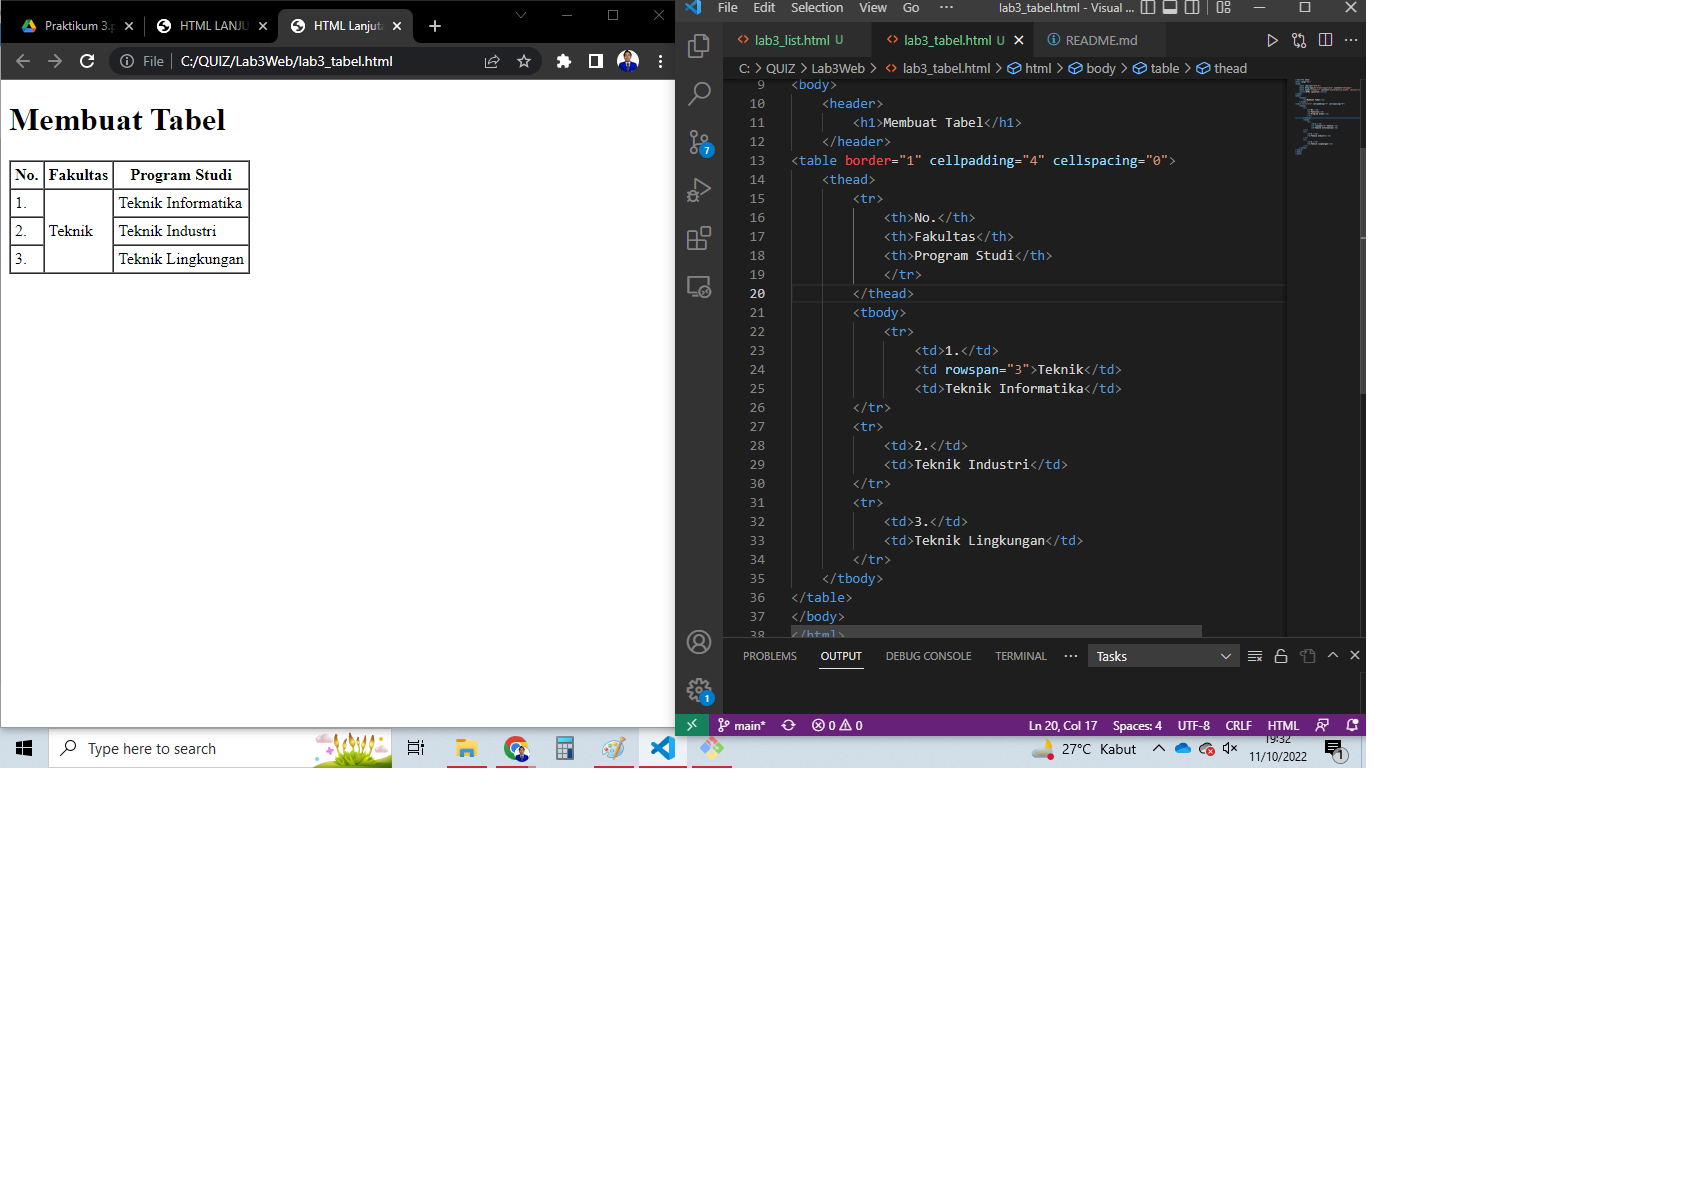 Praktikum 3.p
HTML LANJU
HTML Lanjuta
File C:/QUIZ/Lab3Web/lab3_tabel.html
Membuat Tabel
No. Fakultas Program Studi
1. Teknik Teknik Informatika
2. Teknik Industri
3. Teknik Lingkungan
File Edit Selection View Go ··· lab3_tabel.html - Visual ...
lab3_list.html U lab3_tabel.html U README.md
C: > QUIZ > Lab3Web > lab3_tabel.html > html > body > table > thead
9 <body>
10 <header>
11 <h1>Membuat Tabel</h1>
12 </header>
13 <table border="1" cellpadding="4" cellspacing="0">
14 <thead>
15 <tr>
16 <th>No.</th>
17 <th>Fakultas</th>
18 <th>Program Studi</th>
19 </tr>
20 </thead>
21 <tbody>
22 <tr>
23 <td>1.</td>
24 <td rowspan="3">Teknik</td>
25 <td>Teknik Informatika</td>
26 </tr>
27 <tr>
28 <td>2.</td>
29 <td>Teknik Industri</td>
30 </tr>
31 <tr>
32 <td>3.</td>
33 <td>Teknik Lingkungan</td>
34 </tr>
35 </tbody>
36 </table>
37 </body>
38 </html>
7
1
PROBLEMS OUTPUT DEBUG CONSOLE TERMINAL ··· Tasks
main* 0 0 Ln 20, Col 17 Spaces: 4 UTF-8 CRLF HTML
Type here to search
27°C Kabut
19:32
11/10/2022
1